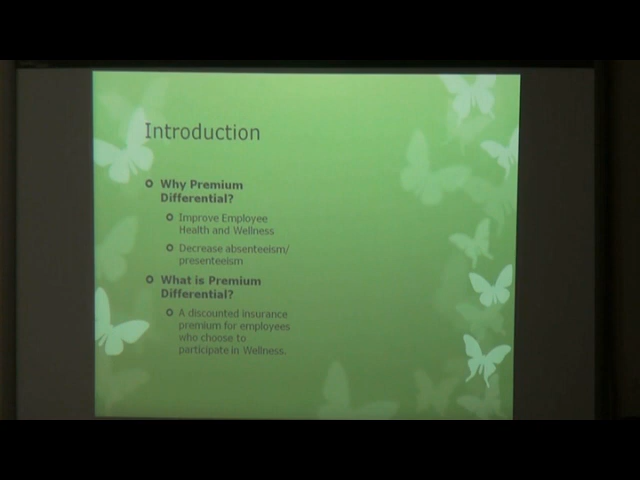 Introduction
Why Premium
Differential?
Improve Employee
Health and Wellness
Decrease absenteeism/
presenteeism
What is Premium
Differential?
A discounted insurance
premium for employees
who choose to
participate in Wellness.